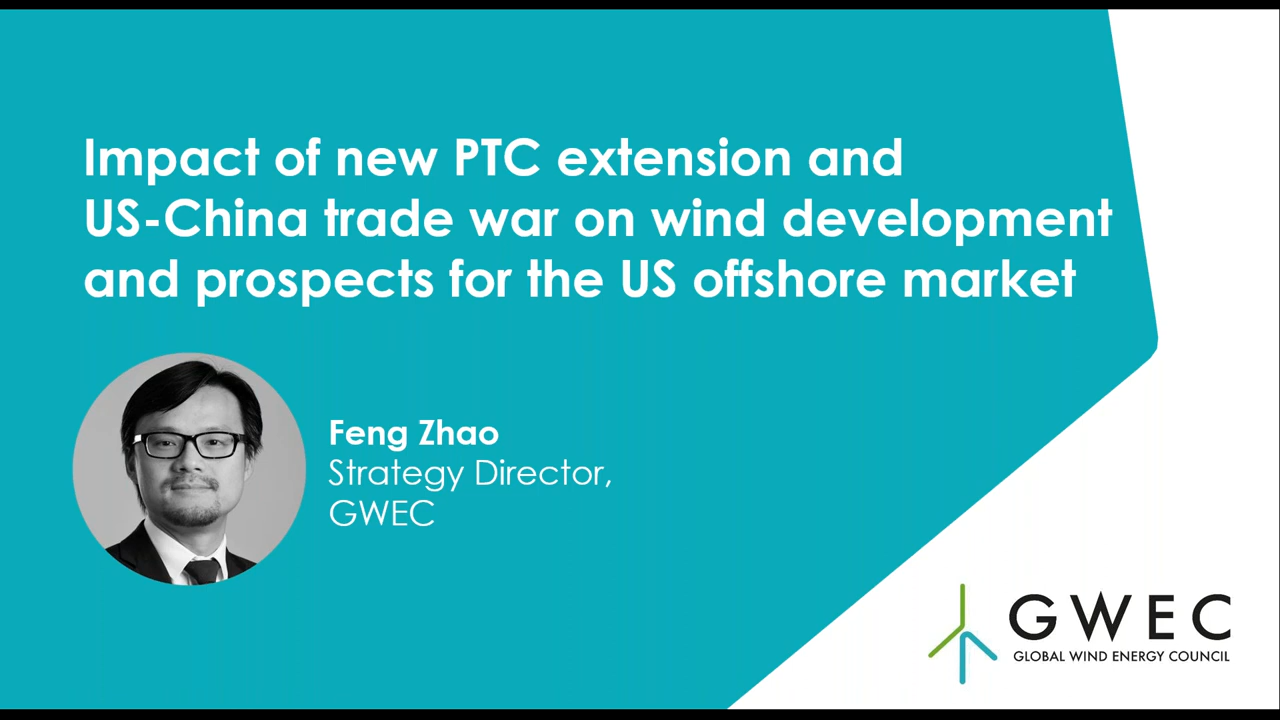 Impact of new PTC extension and
US-China trade war on wind development
and prospects for the US offshore market
Feng Zhao
Strategy Director,
GWEC
GWEC
GLOBAL WIND ENERGY COUNCIL